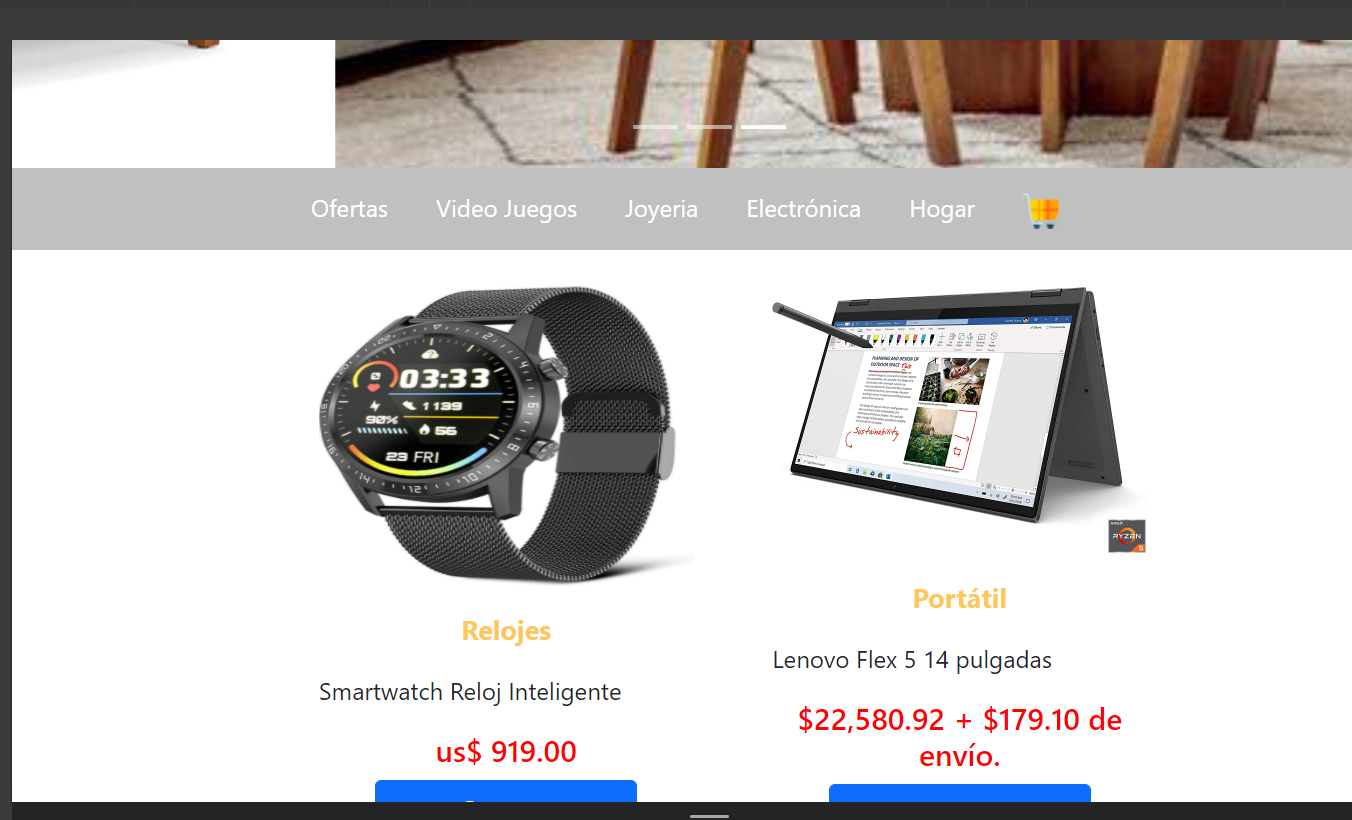 Ofertas Video Juegos Joyeria Electrónica Hogar
03:33
0
1139
90%
56
23 FRI
PLANNING AND DESIGN OF
OUTDOOR SPACE
Sustainability
AMD
RYZEN
5
Relojes
Smartwatch Reloj Inteligente
us$ 919.00
Portátil
Lenovo Flex 5 14 pulgadas
$22,580.92 + $179.10 de
envío.